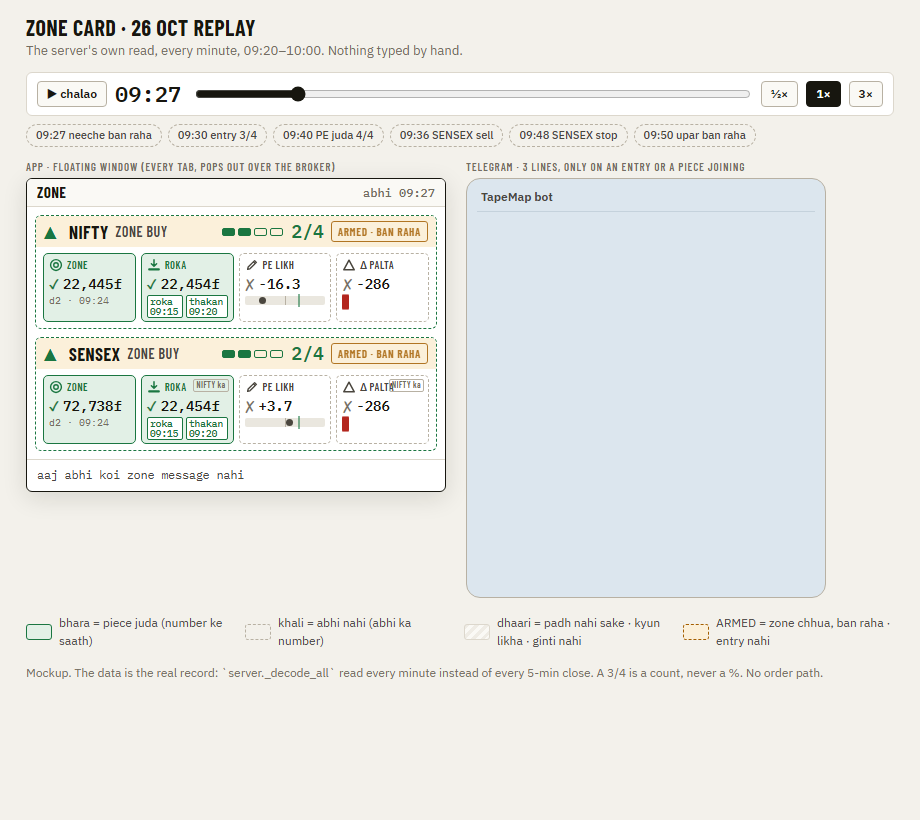 ZONE CARD · 26 OCT REPLAY
The server's own read, every minute, 09:20–10:00. Nothing typed by hand.
▶ chalao 09:27 ½× 1× 3×
09:27 neeche ban raha 09:30 entry 3/4 09:40 PE juda 4/4 09:36 SENSEX sell 09:48 SENSEX stop 09:50 upar ban raha
APP · FLOATING WINDOW (EVERY TAB, POPS OUT OVER THE BROKER)
ZONE abhi 09:27
▲ NIFTY ZONE BUY 2/4 ARMED · BAN RAHA
ZONE ROKA PE LIKH Δ PALTA
✓ 22,445f ✓ 22,454f ✗ -16.3 ✗ -286
d2 · 09:24 roka 09:15 thakan 09:20
▲ SENSEX ZONE BUY 2/4 ARMED · BAN RAHA
ZONE ROKA NIFTY ka PE LIKH Δ PALTA NIFTY ka
✓ 72,738f ✓ 22,454f ✗ +3.7 ✗ -286
d2 · 09:24 roka 09:15 thakan 09:20
aaj abhi koi zone message nahi
TELEGRAM · 3 LINES, ONLY ON AN ENTRY OR A PIECE JOINING
TapeMap bot
bhara = piece juda (number ke
saath)
khali = abhi nahi (abhi ka
number)
dhaari = padh nahi sake · kyun
likha · ginti nahi
ARMED = zone chhua, ban raha ·
entry nahi
Mockup. The data is the real record: `server._decode_all` read every minute instead of every 5-min close. A 3/4 is a count, never a %. No order path.